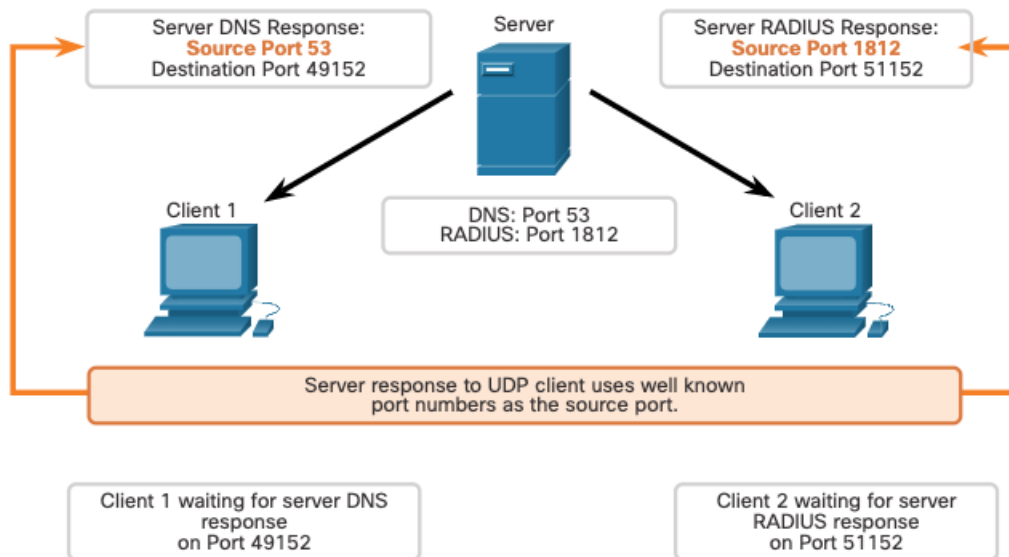 Server DNS Response:
Source Port 53
Destination Port 49152
Server
Server RADIUS Response:
Source Port 1812
Destination Port 51152
Client 1
DNS: Port 53
RADIUS: Port 1812
Client 2
Server response to UDP client uses well known
port numbers as the source port.
Client 1 waiting for server DNS
response
on Port 49152
Client 2 waiting for server
RADIUS response
on Port 51152